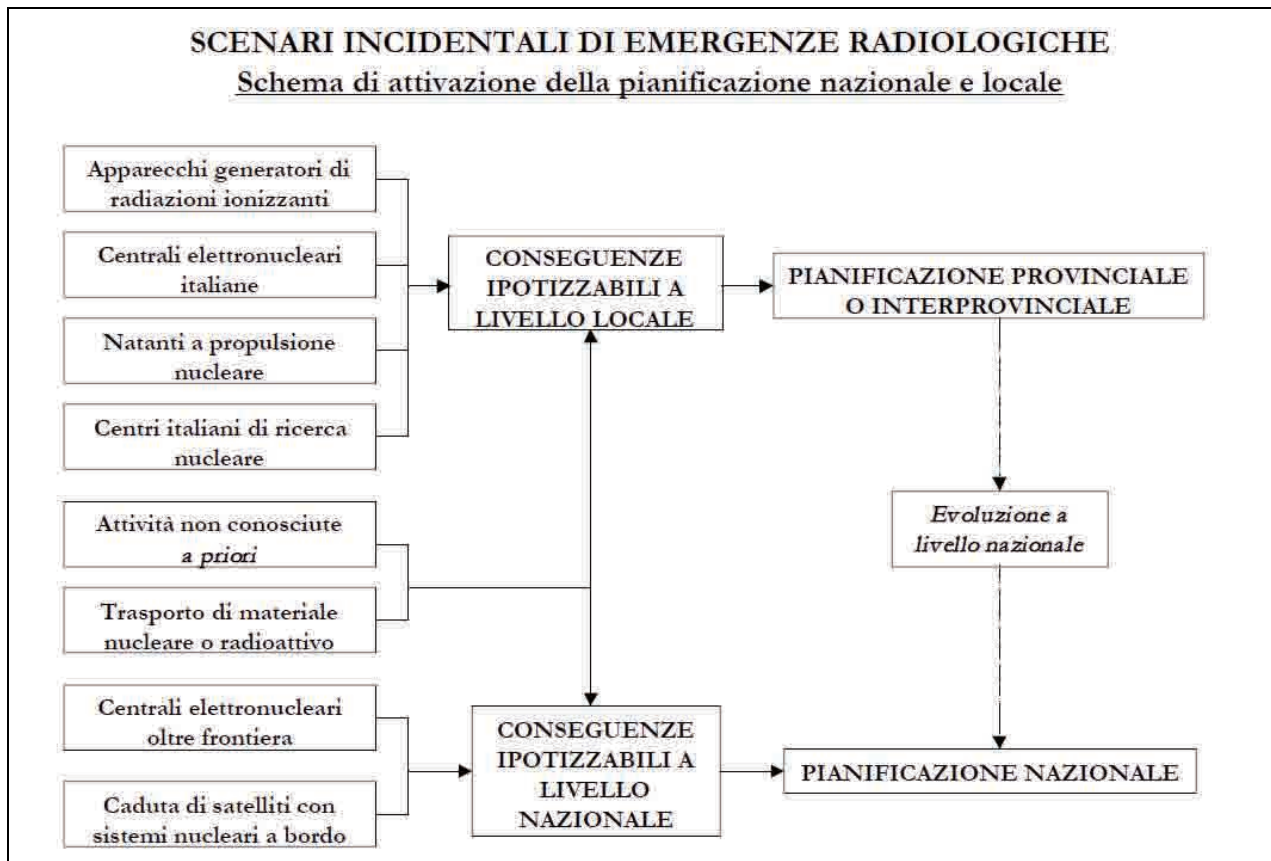 SCENARI INCIDENTALI DI EMERGENZE RADIOLOGICHE
Schema di attivazione della pianificazione nazionale e locale
Apparecchi generatori di
radiazioni ionizzanti
Centrali elettronucleari
italiane
Natanti a propulsione
nucleare
Centri italiani di ricerca
nucleare
Attività non conosciute
a priori
Trasporto di materiale
nucleare o radioattivo
Centrali elettronucleari
oltre frontiera
Caduta di satelliti con
sistemi nucleari a bordo
CONSEGUENZE
IPOTIZZABILI A
LIVELLO LOCALE
CONSEGUENZE
IPOTIZZABILI A
LIVELLO
NAZIONALE
PIANIFICAZIONE PROVINCIALE
O INTERPROVINCIALE
Evoluzione a
livello nazionale
PIANIFICAZIONE NAZIONALE